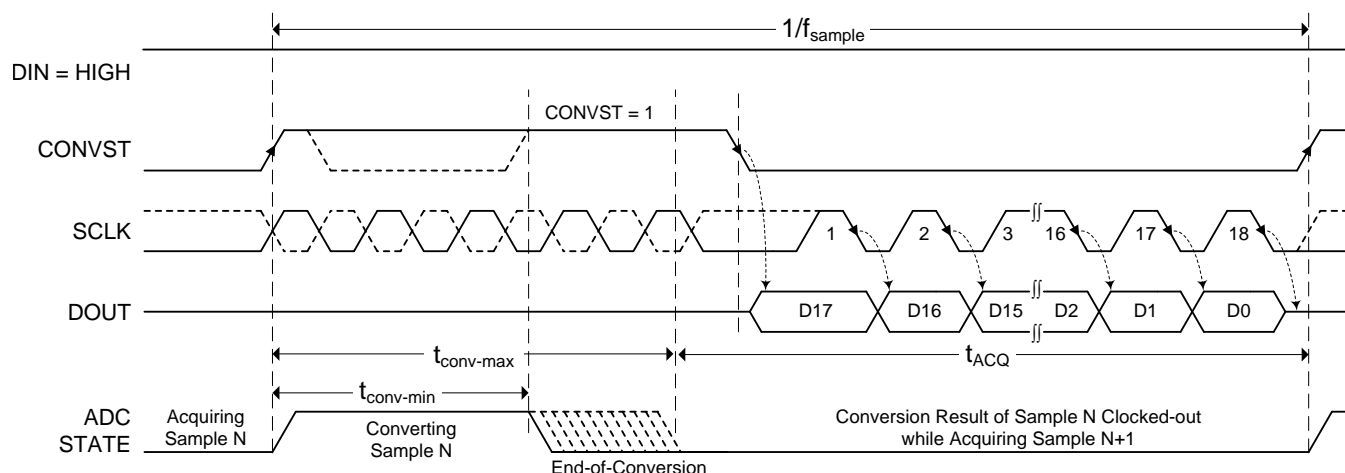 1/fsample
DIN = HIGH
CONVST = 1
CONVST
SCLK
1 2 3 16 17 18
DOUT
D17 D16 D15 D2 D1 D0
tconv-max
tACQ
tconv-min
ADC
STATE
Acquiring
Sample N
Converting
Sample N
End-of-Conversion
Conversion Result of Sample N Clocked-out
while Acquiring Sample N+1